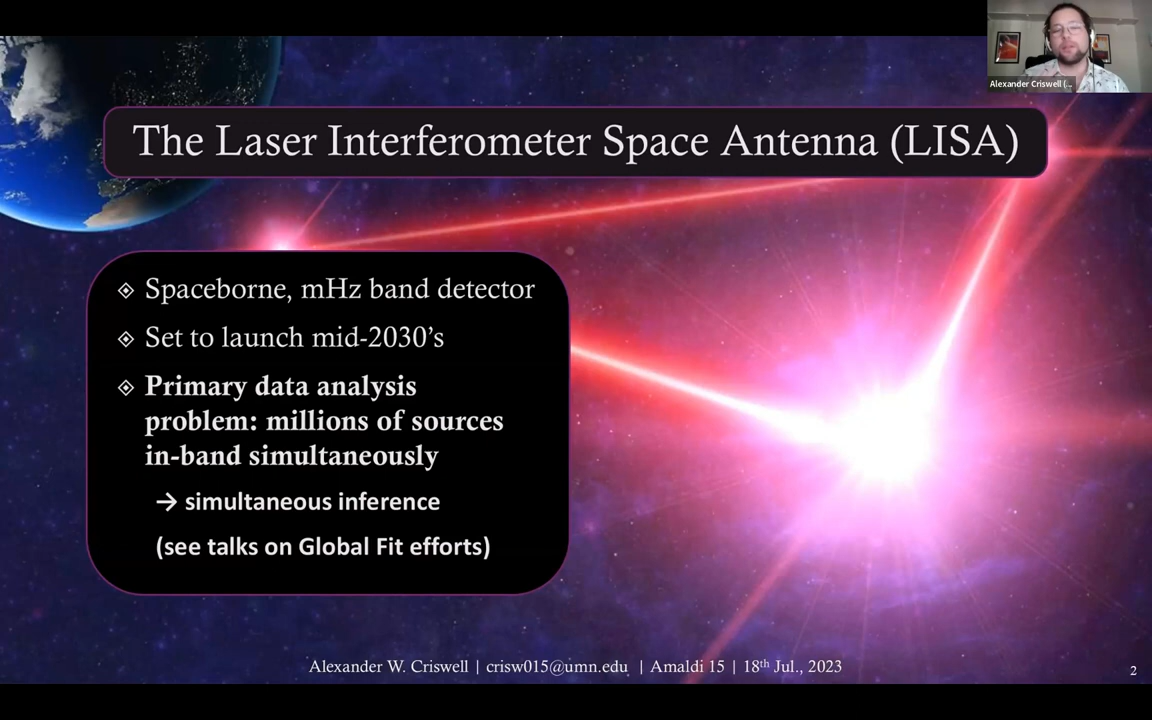 Alexander Criswell (...
The Laser Interferometer Space Antenna (LISA)
Spaceborne, mHz band detector
Set to launch mid-2030’s
Primary data analysis
problem: millions of sources
in-band simultaneously
→ simultaneous inference
(see talks on Global Fit efforts)
Alexander W. Criswell | crisw015@umn.edu | Amaldi 15 | 18th Jul., 2023
2